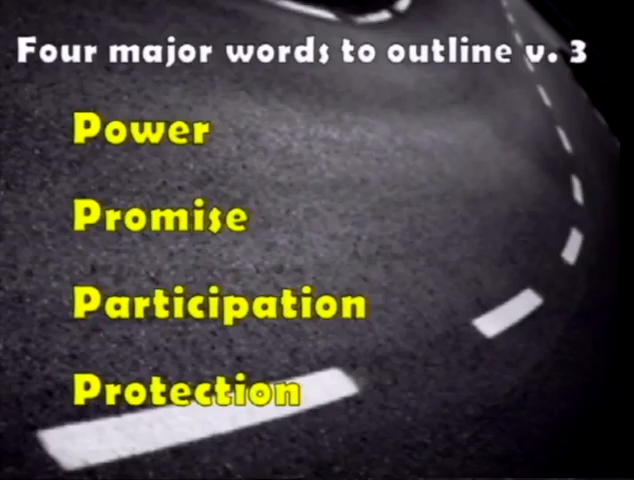 Four major words to outline v. 3
Power
Promise
Participation
Protection